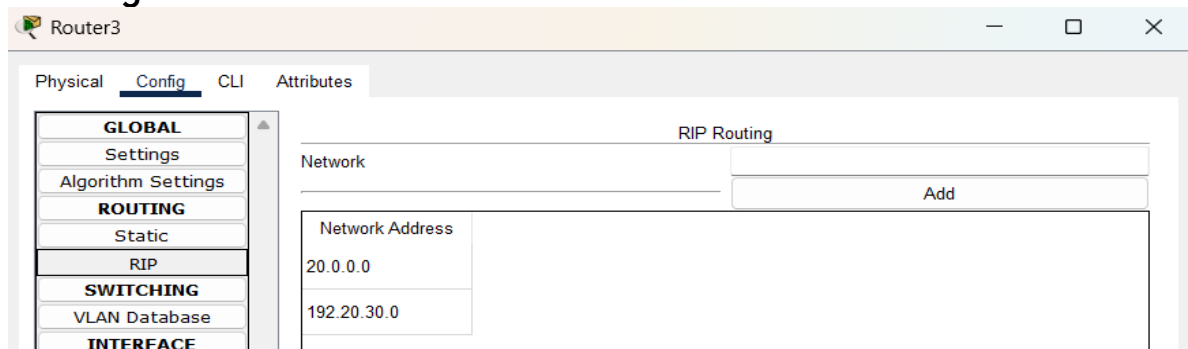 Router3
Physical Config CLI Attributes
GLOBAL
Settings
Algorithm Settings
ROUTING
Static
RIP
SWITCHING
VLAN Database
INTERFACE
RIP Routing
Network
Add
Network Address
20.0.0.0
192.20.30.0